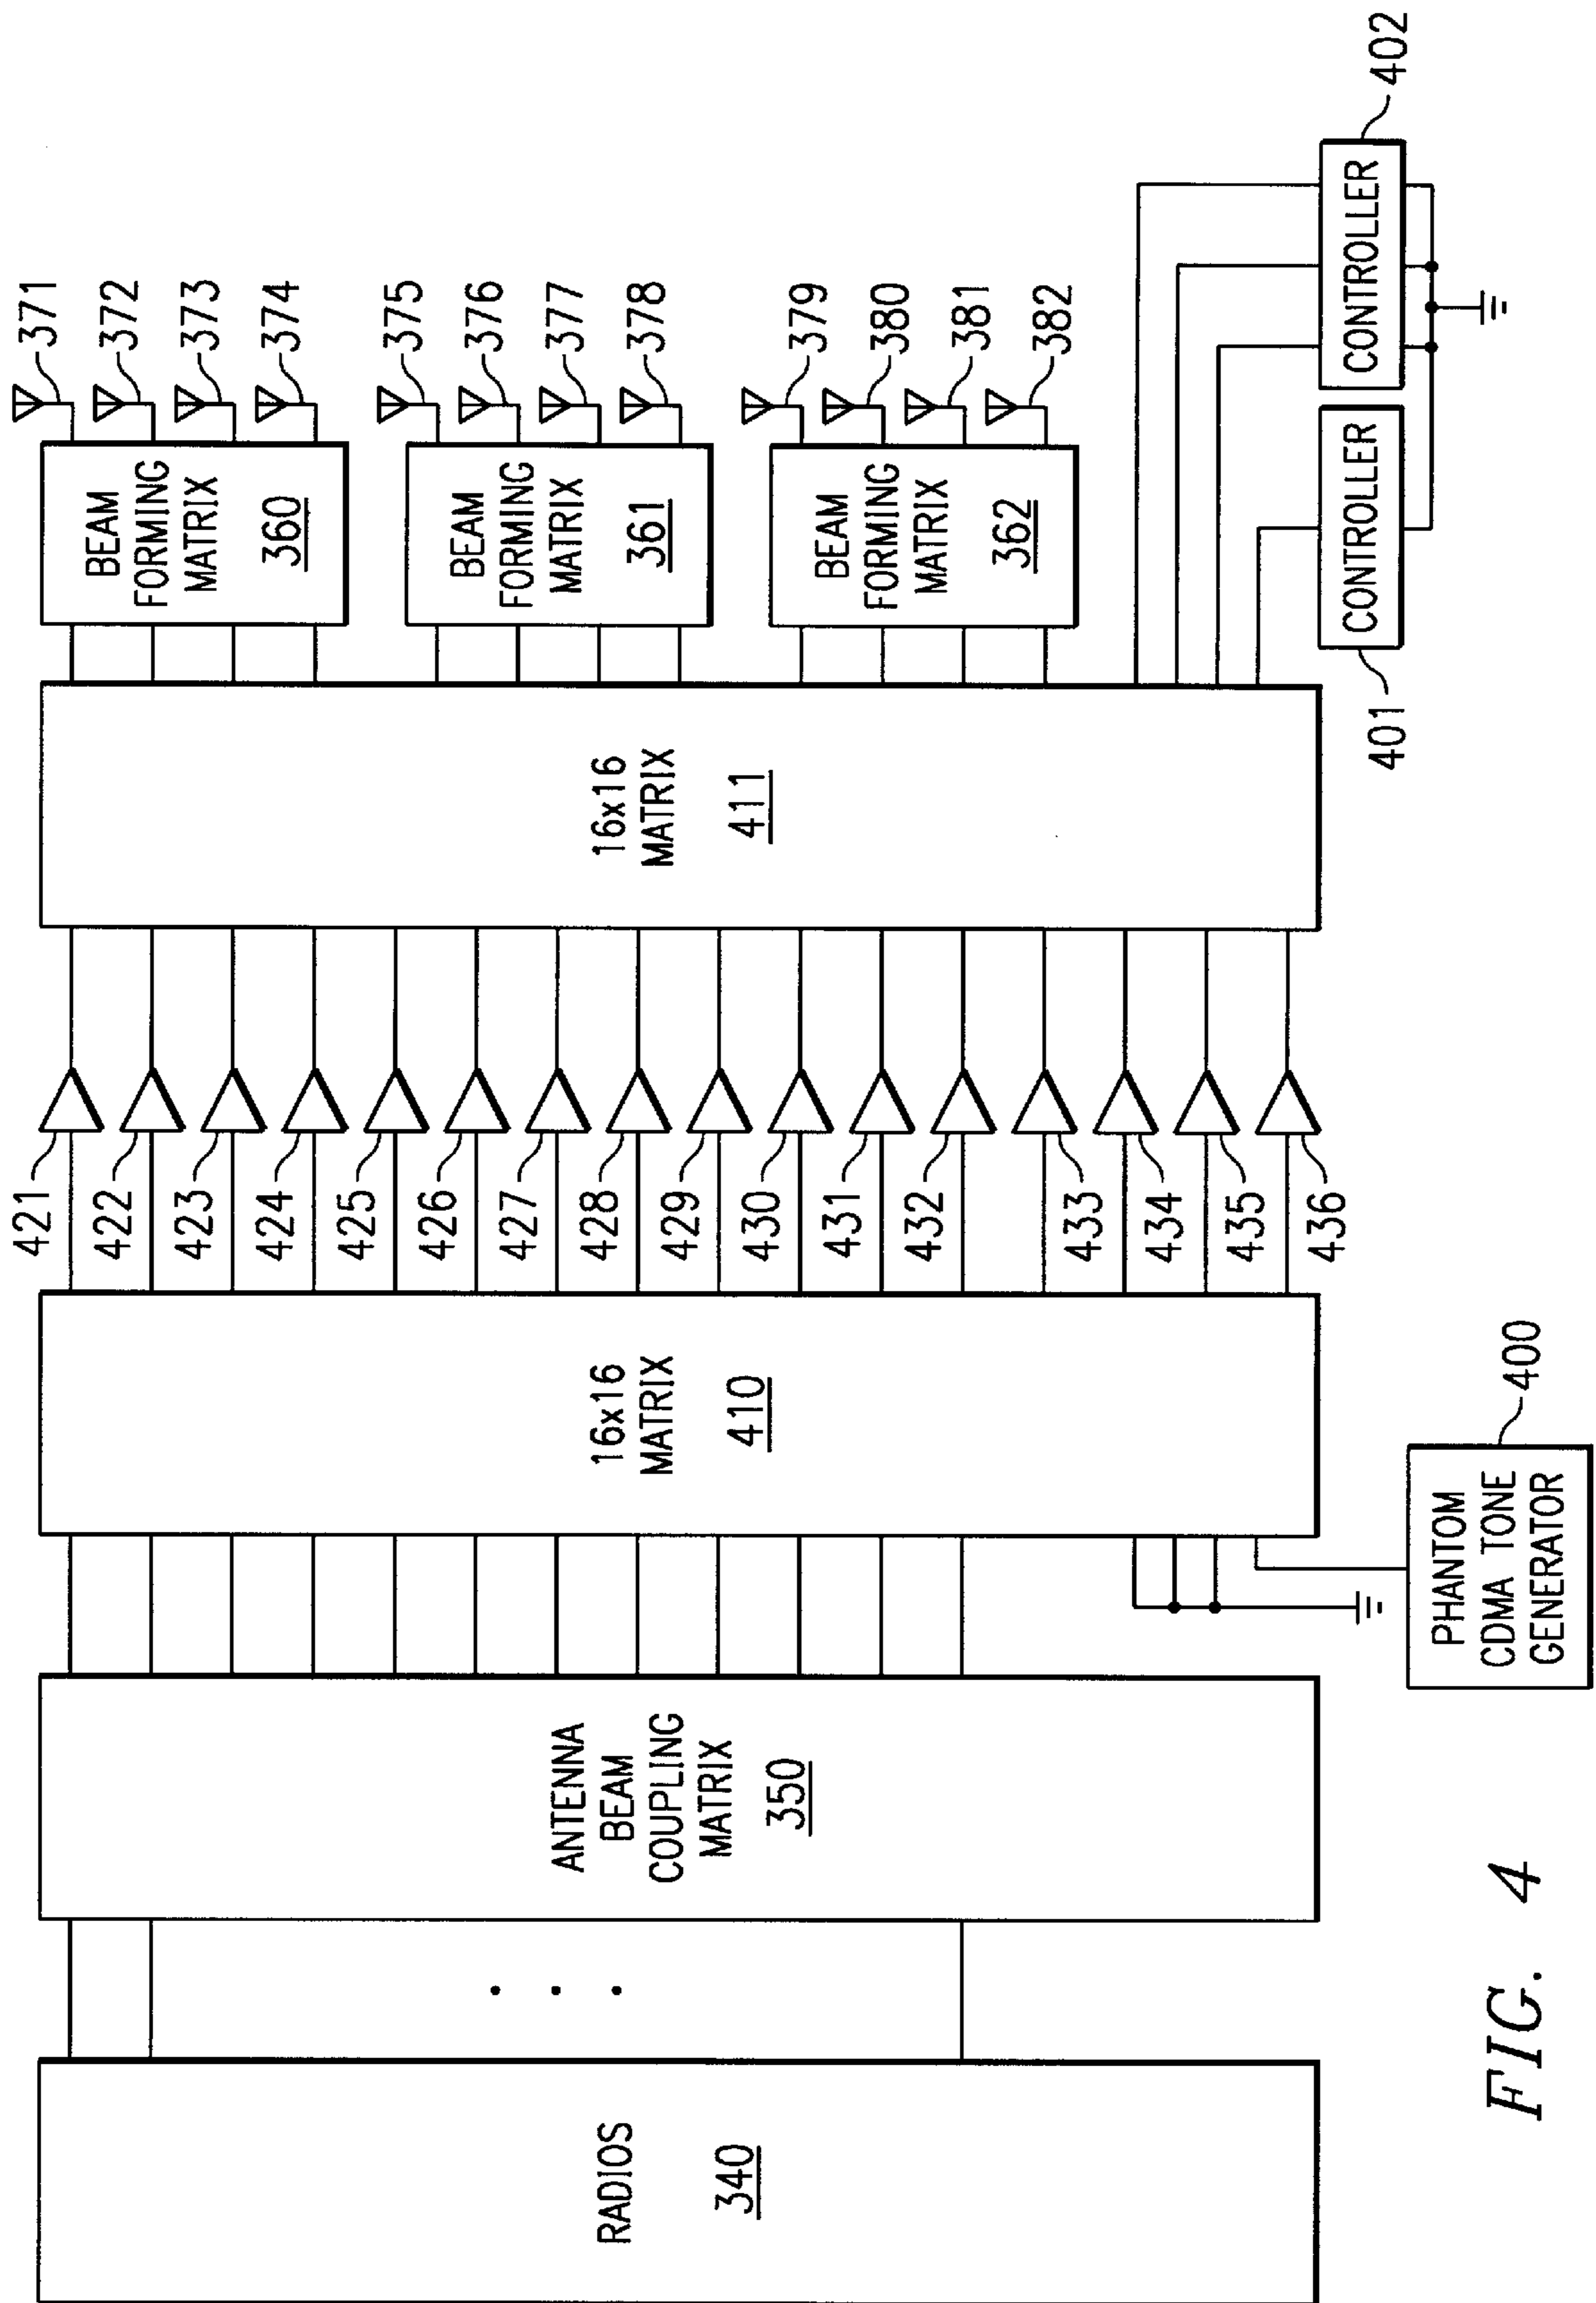 RADIOS
340
ANTENNA
BEAM
COUPLING
MATRIX
350
16x16
MATRIX
410
PHANTOM
CDMA TONE
GENERATOR
400
421
422
423
424
425
426
427
428
429
430
431
432
433
434
435
436
16x16
MATRIX
411
BEAM
FORMING
MATRIX
360
BEAM
FORMING
MATRIX
361
BEAM
FORMING
MATRIX
362
371
372
373
374
375
376
377
378
379
380
381
382
CONTROLLER
401
CONTROLLER
402
FIG. 4